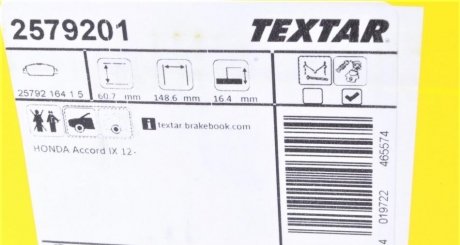 2579201 TEXTAR
25792 164 1 5 60.7 mm 148.6 mm 16.4 mm
i textar brakebook.com
HONDA Accord IX 12-
4 019722 465574